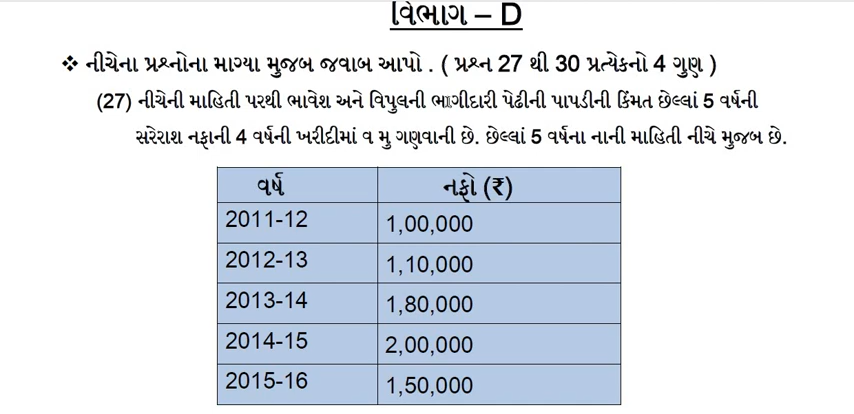 વિભાગ – D
❖ નીચેના પ્રશ્નોના માગ્યા મુજબ જવાબ આપો . ( પ્રશ્ન 27 થી 30 પ્રત્યેકનો 4 ગુણ )
(27) નીચેની માહિતી પરથી ભાવેશ અને વિપુલની ભાગીદારી પેઢીની પાપડીની કિંમત છેલ્લાં 5 વર્ષની
સરેરાશ નફાની 4 વર્ષની ખરીદીમાં વ મુ ગણવાની છે. છેલ્લાં 5 વર્ષના નાની માહિતી નીચે મુજબ છે.
વર્ષ નફો (₹)
2011-12 1,00,000
2012-13 1,10,000
2013-14 1,80,000
2014-15 2,00,000
2015-16 1,50,000